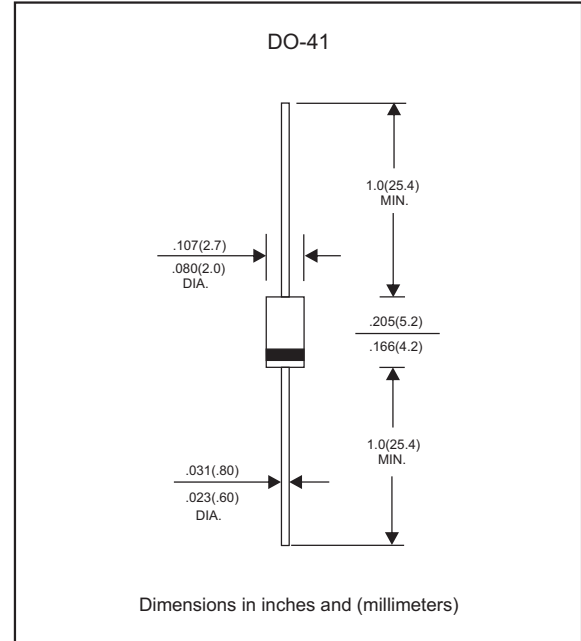 DO-41
1.0(25.4)
MIN.
.107(2.7)
.080(2.0)
DIA.
.205(5.2)
.166(4.2)
1.0(25.4)
MIN.
.031(.80)
.023(.60)
DIA.
Dimensions in inches and (millimeters)